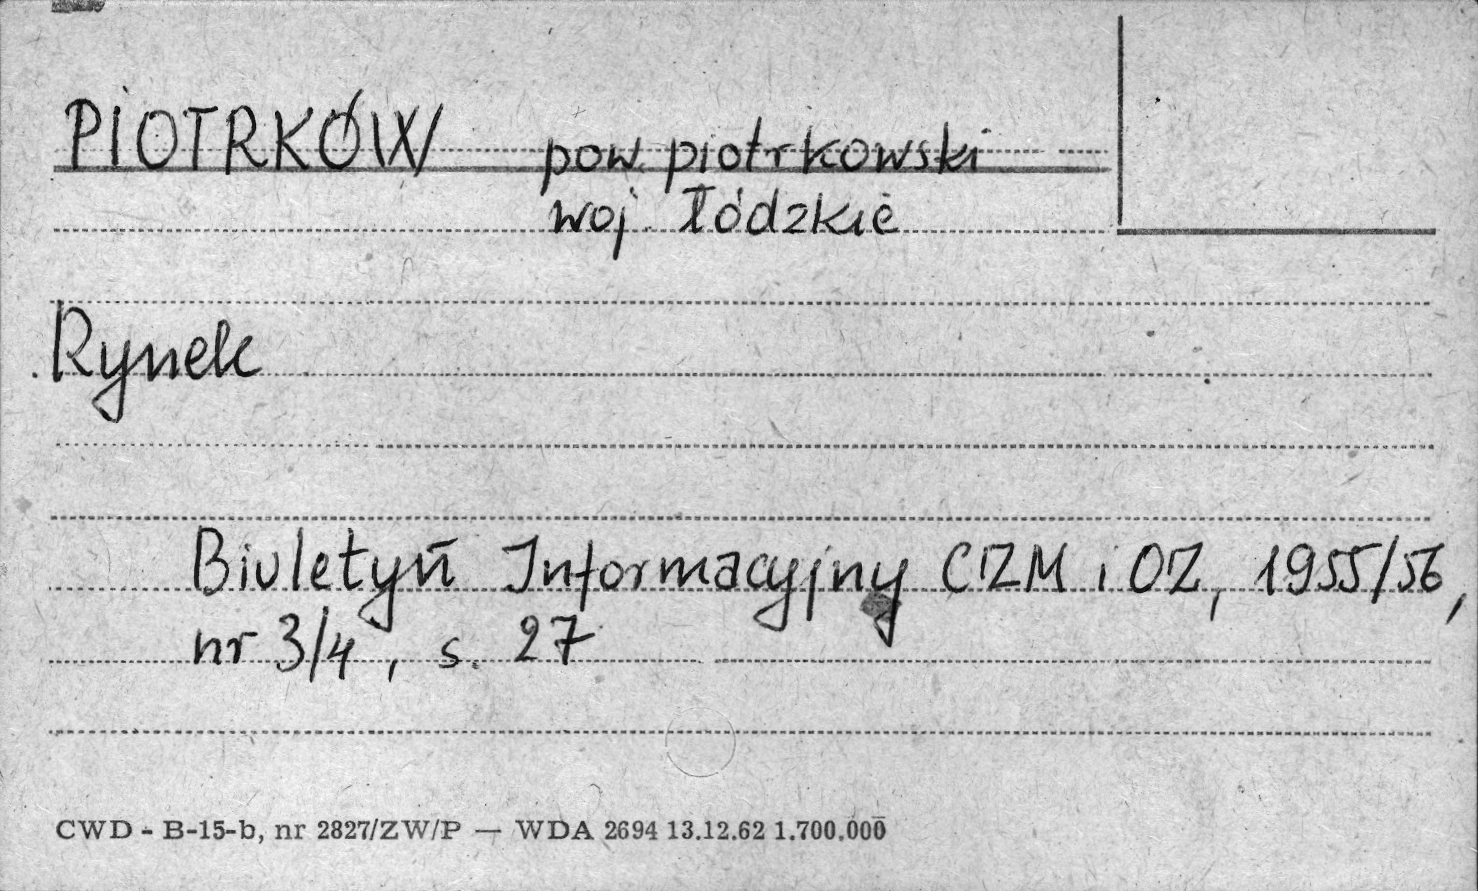 PIOTRKÓW pow. piotrkowski
woj. łódzkie
Rynek
Biuletyn Informacyjny CZM i OZ, 1955/56,
nr 3/4, s. 27
CWD - B-15-b, nr 2827/ZW/P — WDA 2694 13.12.62 1.700.000